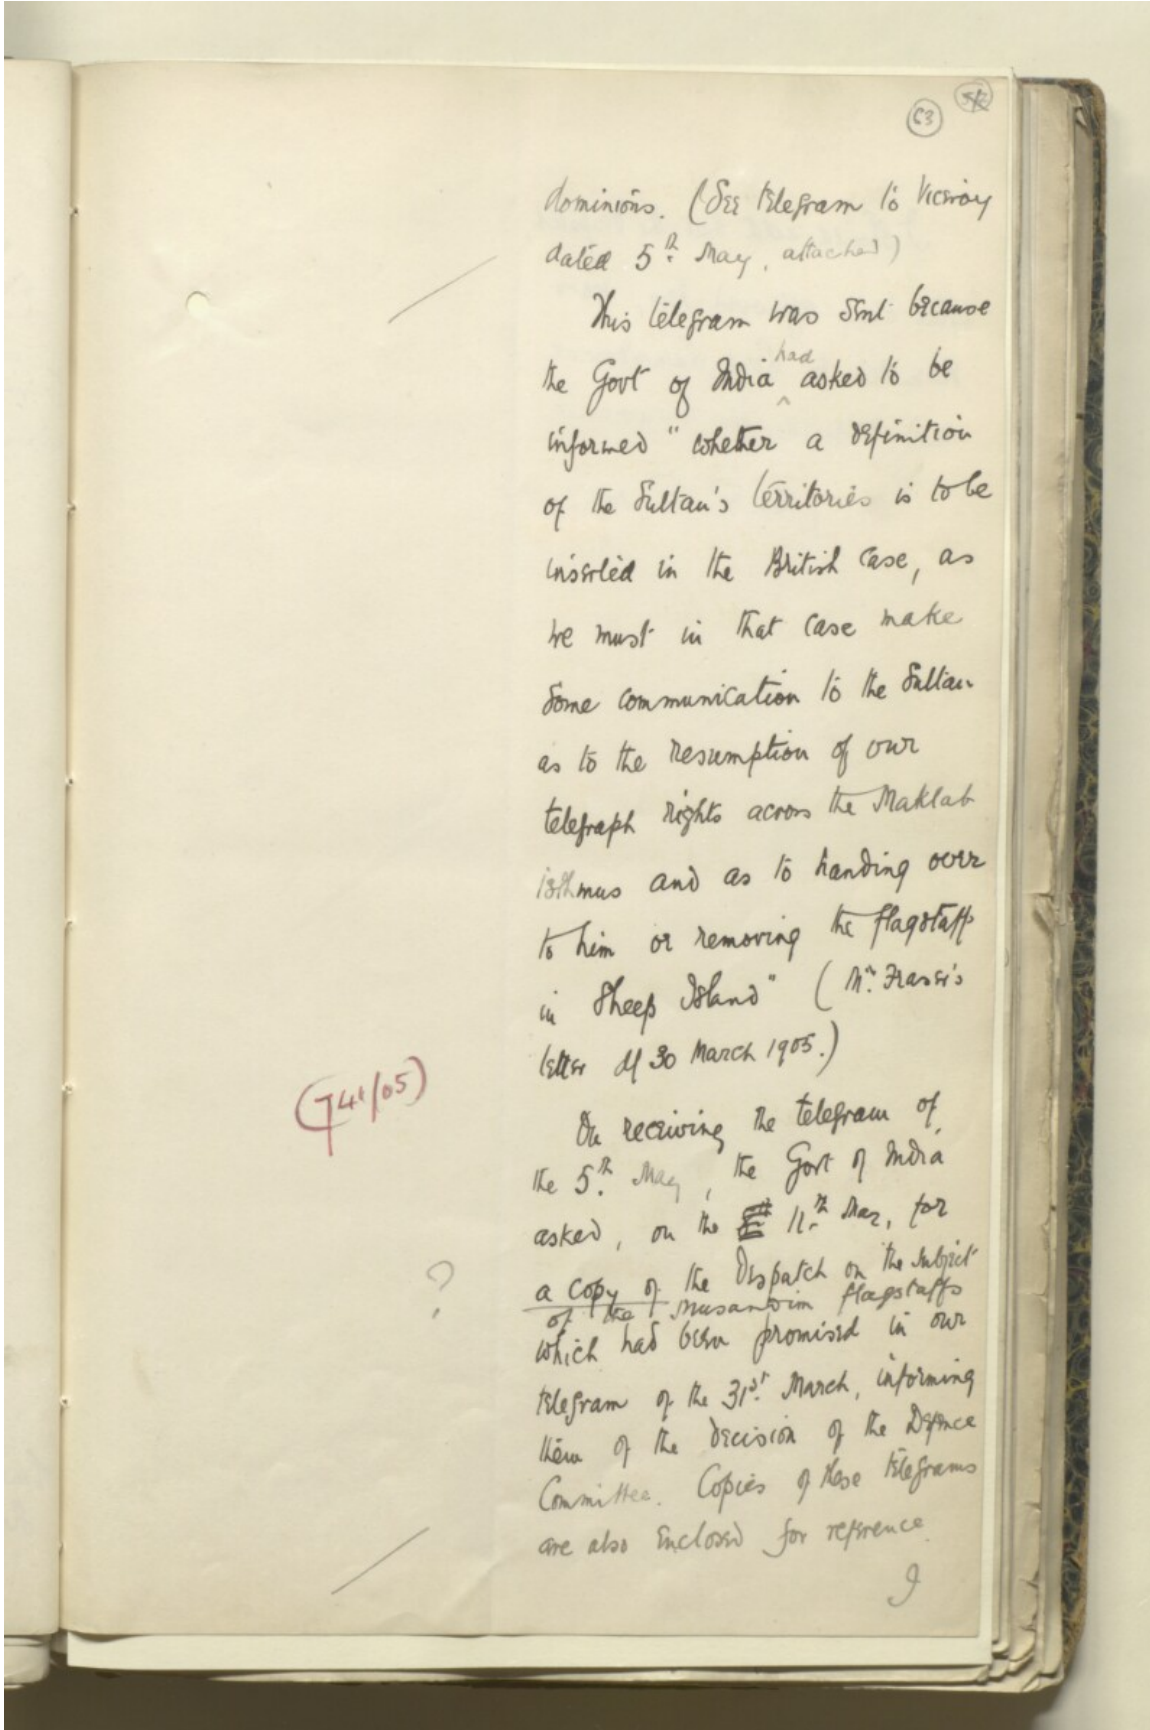 63
dominions. (See telegram to Viceroy
dated 5th May, attached)
This telegram was sent because
the Govt of India had asked to be
informed "whether a definition
of the Sultan's territories is to be
inserted in the British case, as
we must in that case make
some communication to the Sultan
as to the resumption of our
telegraph rights across the Maklab
isthmus and as to handing over
to him or removing the flagstaff
in Sheep Island" (Mr. Fraser's
letter of 30 March 1905.)
(741/05)
On receiving the telegram of
the 5th May, the Govt of India
asked, on the 11th May, for
?
a copy of the Dispatch on the subject
of the Musandim flagstaffs
which had been promised in our
telegram of the 31st March, informing
them of the decision of the Defence
Committee. Copies of these telegrams
are also enclosed for reference.
I